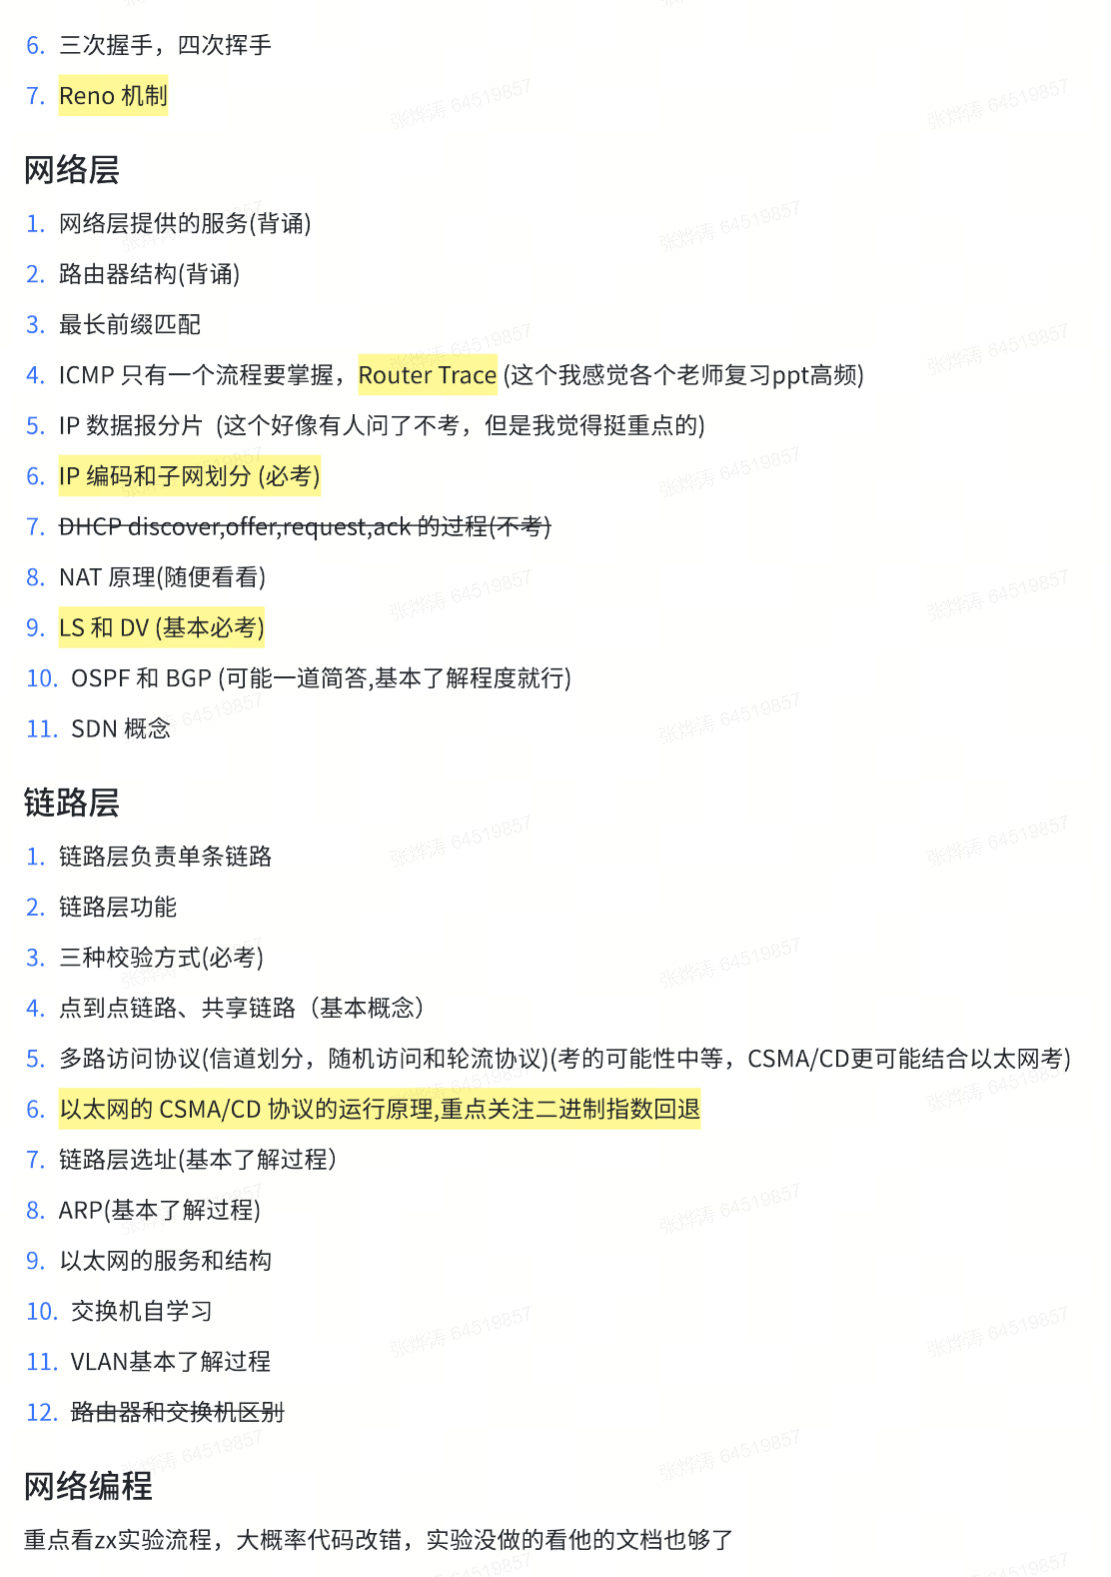 6. 三次握手，四次挥手
7. Reno 机制
网络层
1. 网络层提供的服务(背诵)
2. 路由器结构(背诵)
3. 最长前缀匹配
4. ICMP 只有一个流程要掌握，Router Trace (这个我感觉各个老师复习ppt高频)
5. IP 数据报分片 (这个好像有人问了不考，但是我觉得挺重点的)
6. IP 编码和子网划分 (必考)
7. DHCP discover,offer,request,ack 的过程(不考)
8. NAT 原理(随便看看)
9. LS 和 DV (基本必考)
10. OSPF 和 BGP (可能一道简答,基本了解程度就行)
11. SDN 概念
链路层
1. 链路层负责单条链路
2. 链路层功能
3. 三种校验方式(必考)
4. 点到点链路、共享链路（基本概念）
5. 多路访问协议(信道划分，随机访问和轮流协议)(考的可能性中等，CSMA/CD更可能结合以太网考)
6. 以太网的 CSMA/CD 协议的运行原理,重点关注二进制指数回退
7. 链路层选址(基本了解过程）
8. ARP(基本了解过程)
9. 以太网的服务和结构
10. 交换机自学习
11. VLAN基本了解过程
12. 路由器和交换机区别
网络编程
重点看zx实验流程，大概率代码改错，实验没做的看他的文档也够了
张烨涛 64519857